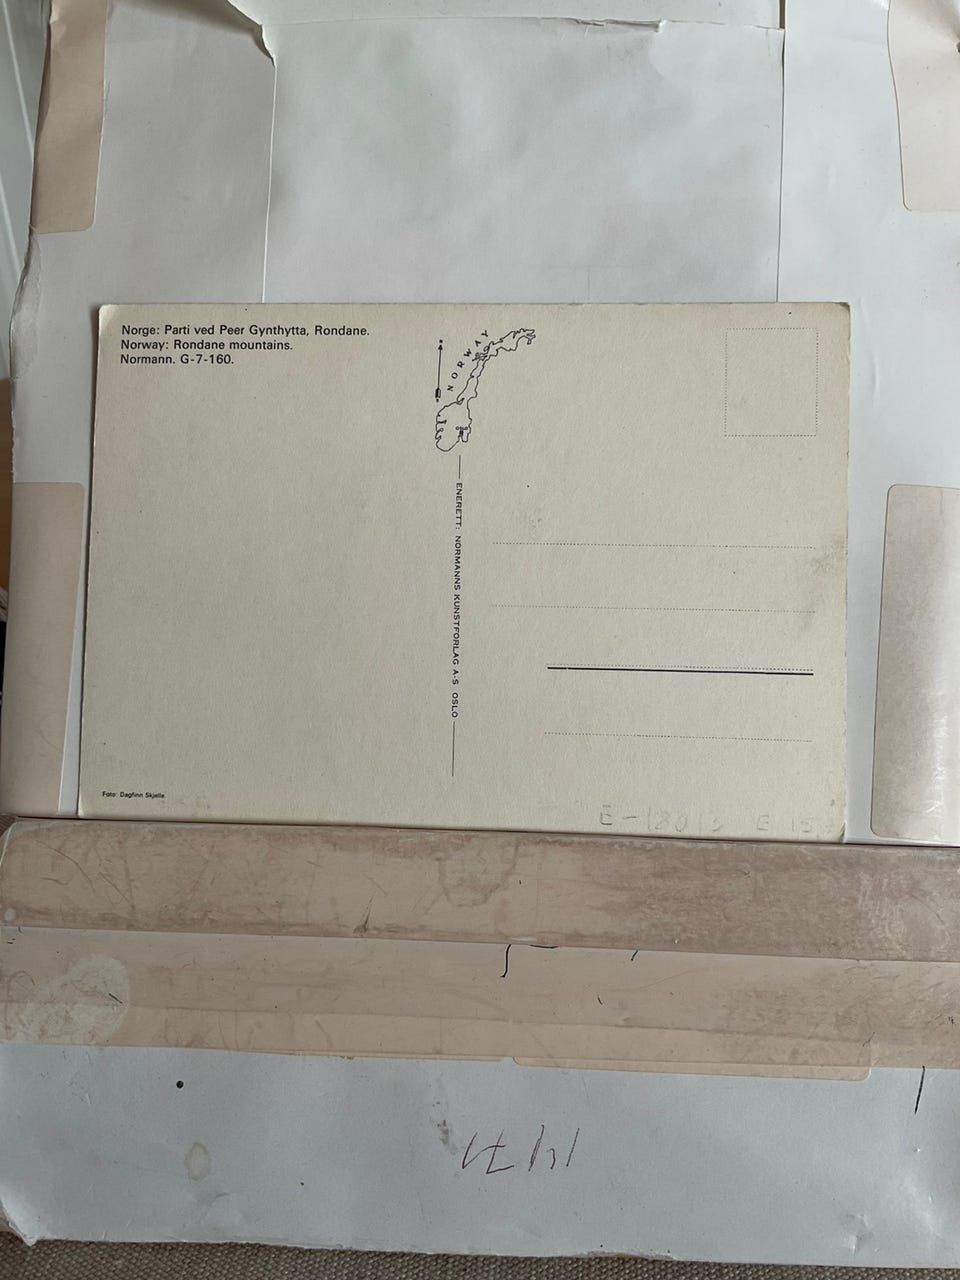 Norge: Parti ved Peer Gynthytta, Rondane.
Norway: Rondane mountains.
Normann. G-7-160.
NORWAY
OSLO
ENERETT: NORMANNS KUNSTFORLAG A-S OSLO
Foto: Dagfinn Skjelle